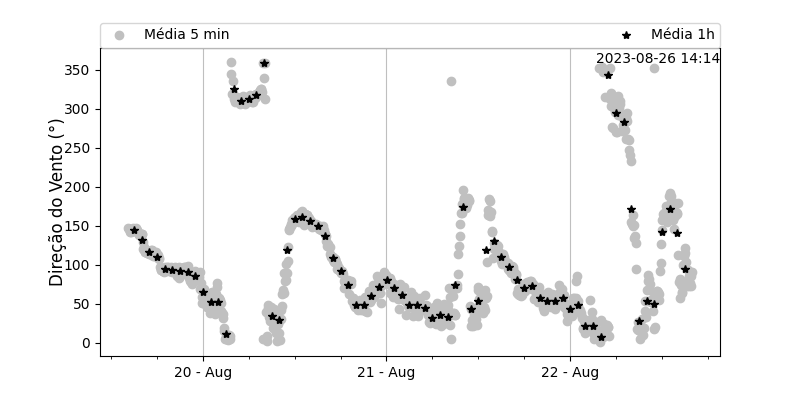 Média 5 min
Média 1h
2023-08-26 14:14
Direção do Vento (°)
350
300
250
200
150
100
50
0
20 - Aug
21 - Aug
22 - Aug